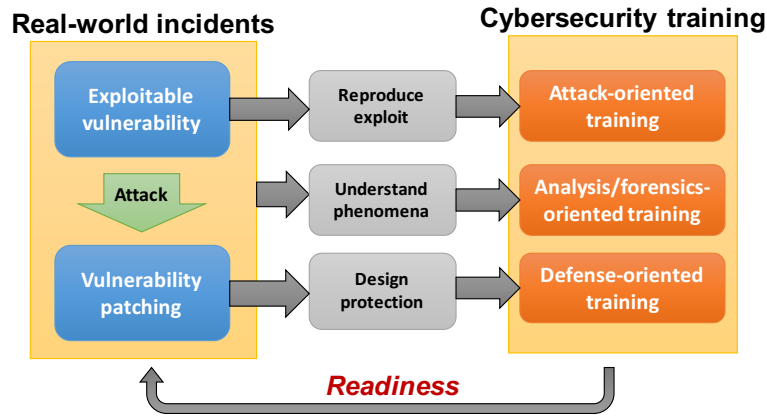 Real-world incidents
Cybersecurity training
Exploitable
vulnerability
Reproduce
exploit
Attack-oriented
training
Attack
Understand
phenomena
Analysis/forensics-
oriented training
Vulnerability
patching
Design
protection
Defense-oriented
training
Readiness